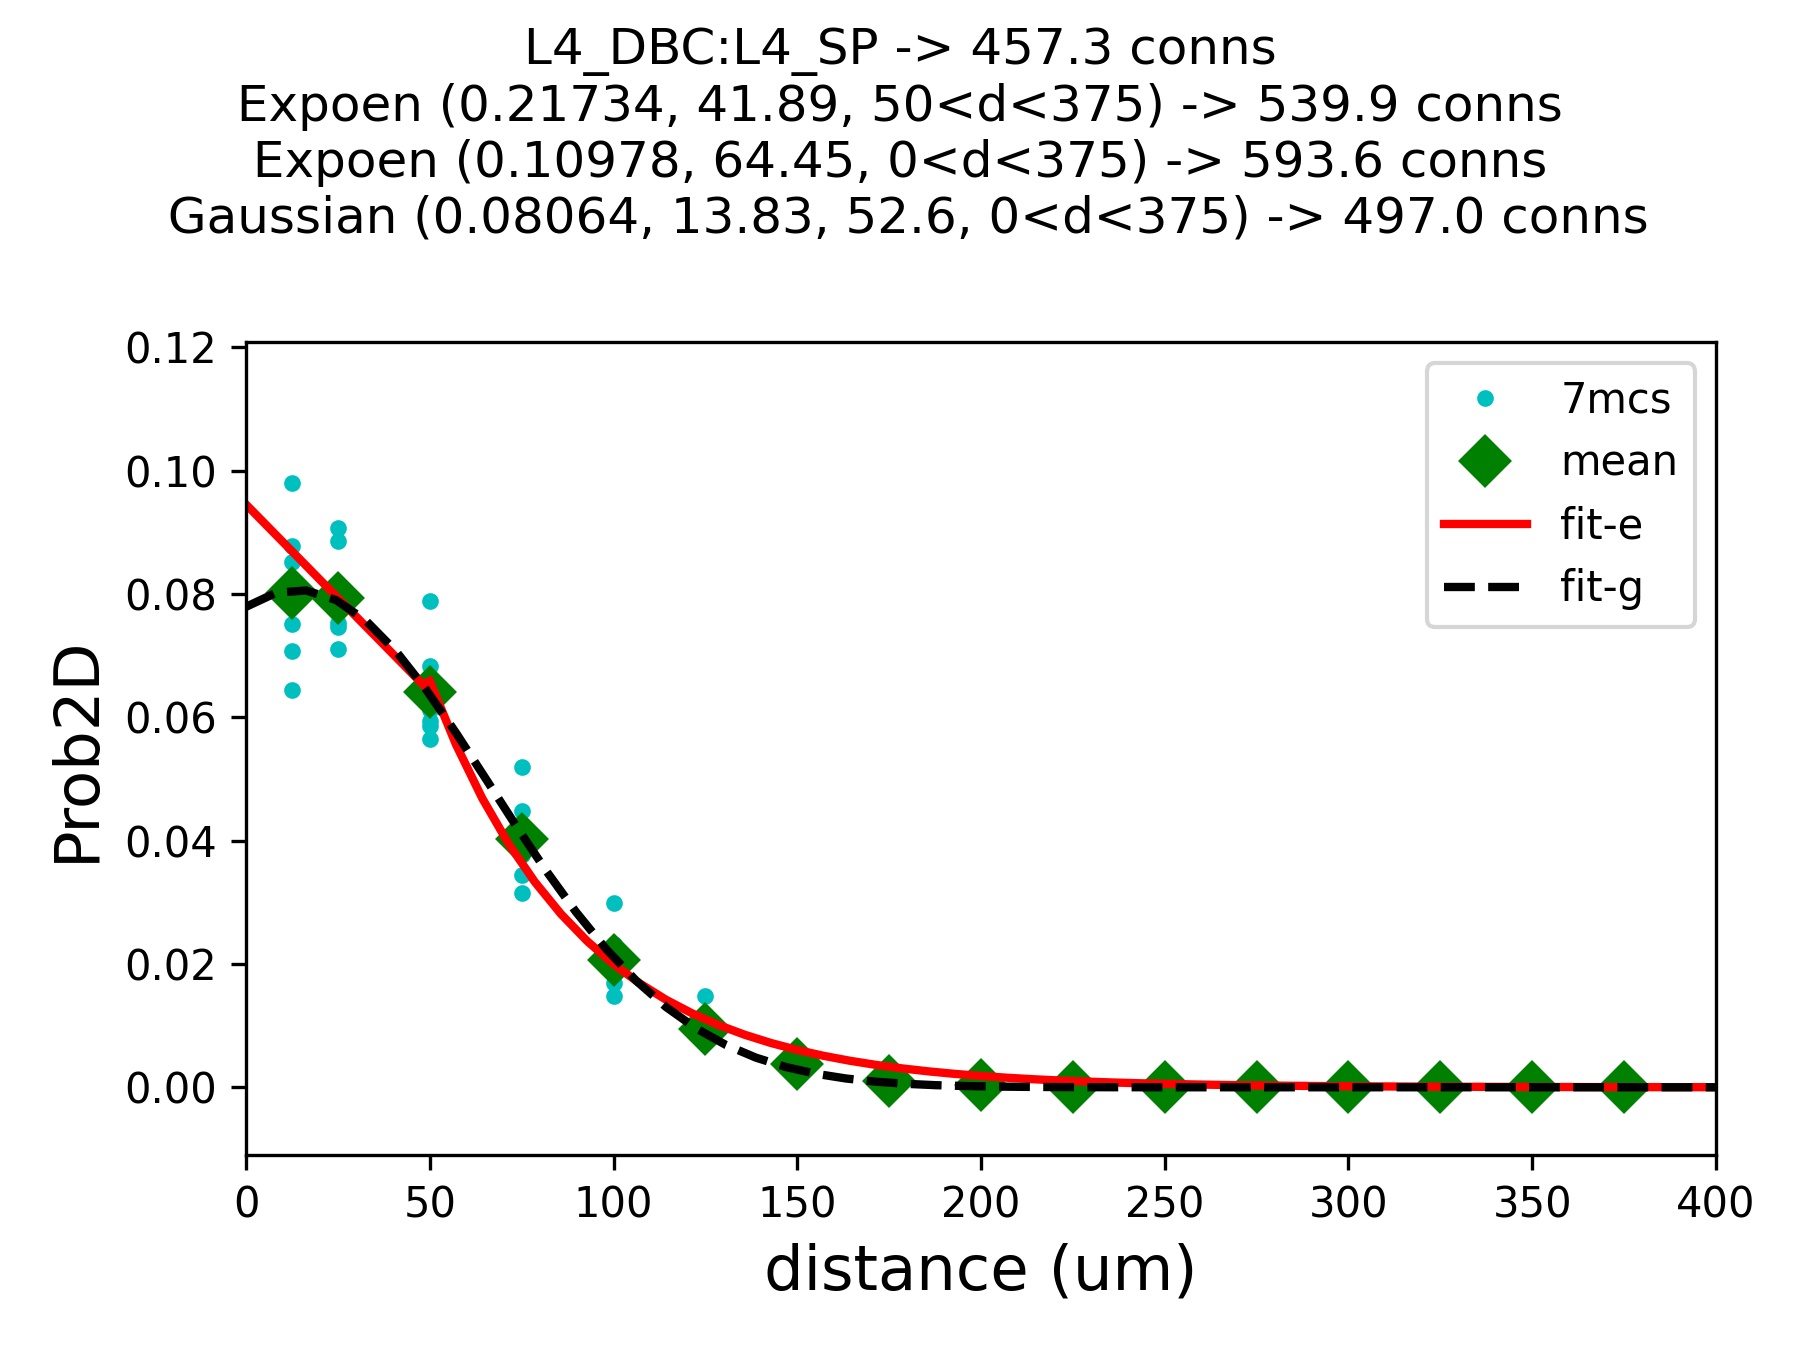 L4_DBC:L4_SP -> 457.3 conns
Expoen (0.21734, 41.89, 50<d<375) -> 539.9 conns
Expoen (0.10978, 64.45, 0<d<375) -> 593.6 conns
Gaussian (0.08064, 13.83, 52.6, 0<d<375) -> 497.0 conns
0.12
0.10
0.08
0.06
0.04
0.02
0.00
Prob2D
7mcs
mean
fit-e
fit-g
0 50 100 150 200 250 300 350 400
distance (um)